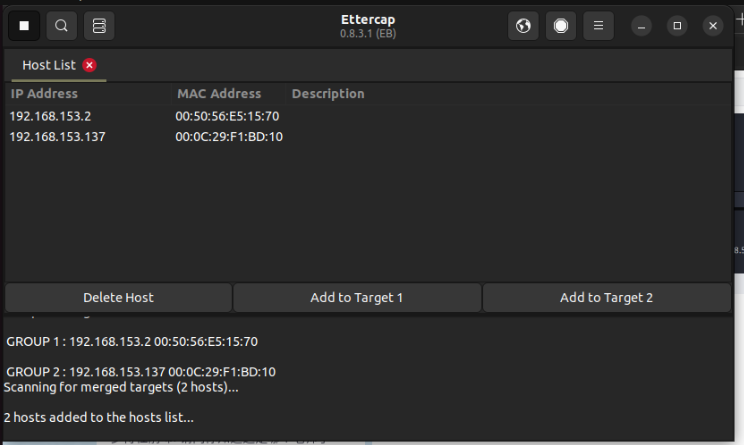 Ettercap
0.8.3.1 (EB)
Host List
IP Address MAC Address Description
192.168.153.2 00:50:56:E5:15:70
192.168.153.137 00:0C:29:F1:BD:10
Delete Host Add to Target 1 Add to Target 2
GROUP 1 : 192.168.153.2 00:50:56:E5:15:70
GROUP 2 : 192.168.153.137 00:0C:29:F1:BD:10
Scanning for merged targets (2 hosts)...
2 hosts added to the hosts list...